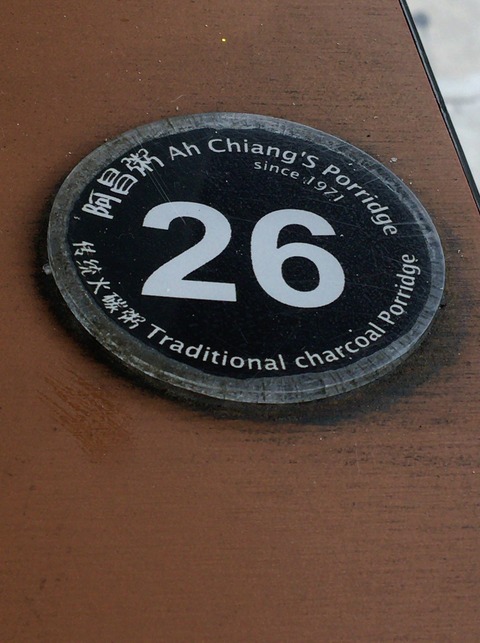 阿昌粥 Ah Chiang'S Porridge
since 1971
26
传统火碳粥 Traditional charcoal Porridge